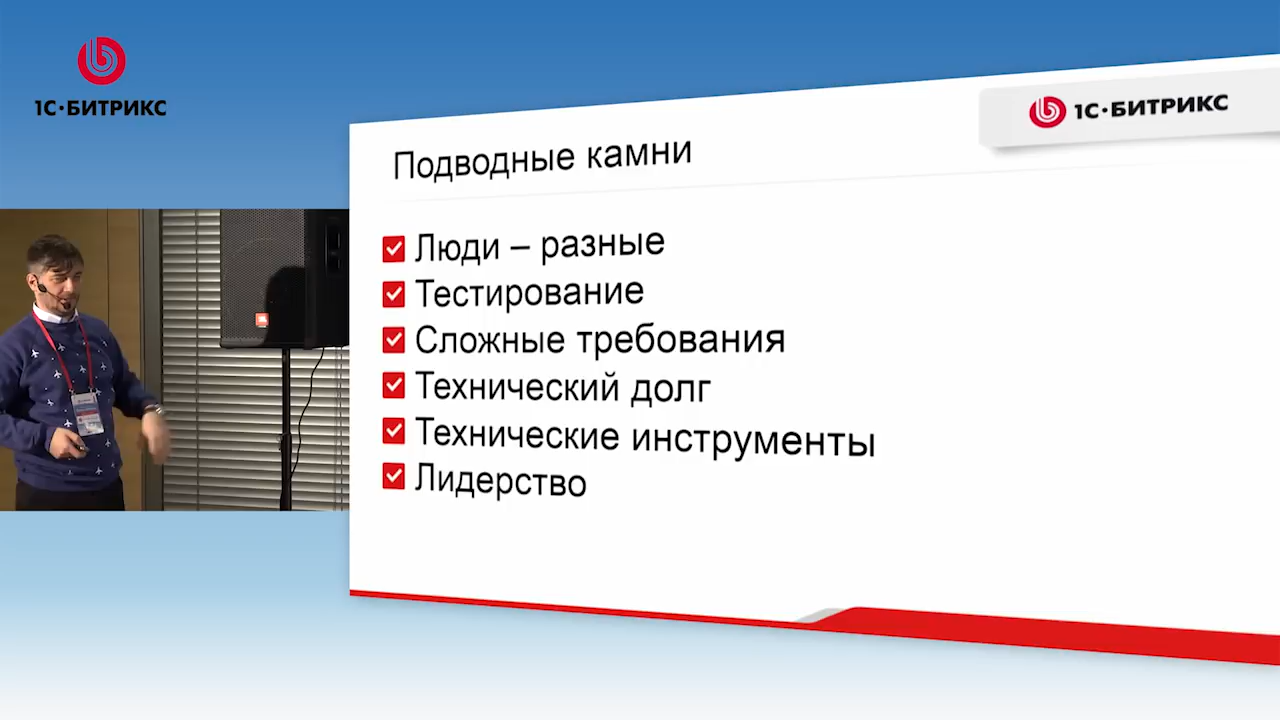 1С·БИТРИКС
1С·БИТРИКС
Подводные камни
Люди – разные
Тестирование
Сложные требования
Технический долг
Технические инструменты
Лидерство